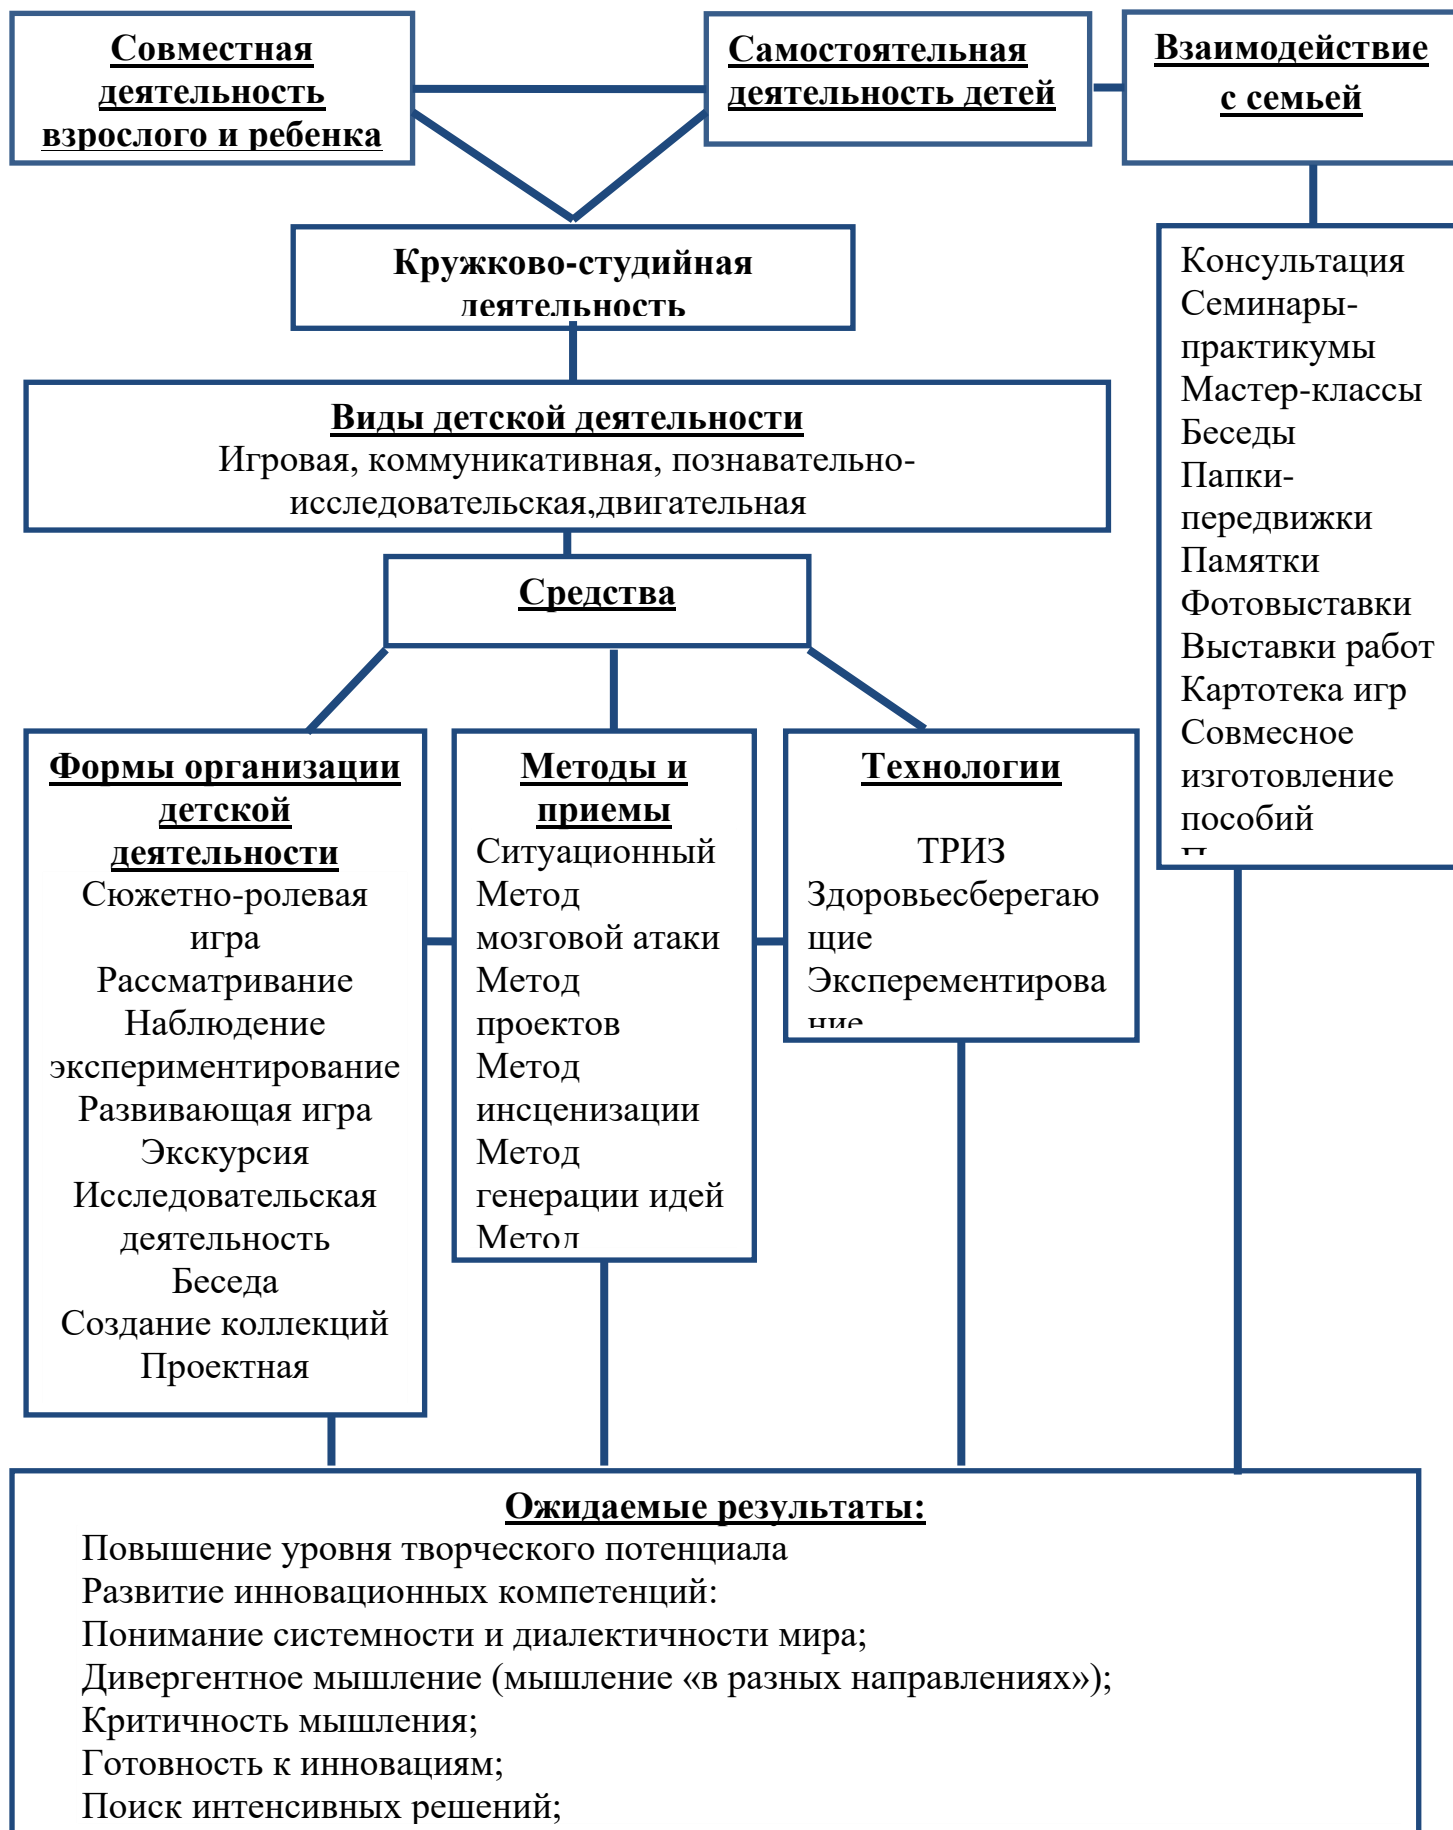 Совместная
деятельность
взрослого и ребенка
Самостоятельная
деятельность детей
Взаимодействие
с семьей
Кружково-студийная
деятельность
Виды детской деятельности
Игровая, коммуникативная, познавательно-
исследовательская,двигательная
Средства
Формы организации
детской
деятельности
Сюжетно-ролевая
игра
Рассматривание
Наблюдение
экспериментирование
Развивающая игра
Экскурсия
Исследовательская
деятельность
Беседа
Создание коллекций
Проектная
Методы и
приемы
Ситуационный
Метод
мозговой атаки
Метод
проектов
Метод
инсценизации
Метод
генерации идей
Метод
Технологии
ТРИЗ
Здоровьесберегаю
щие
Эксперементирова
ние
Консультация
Семинары-
практикумы
Мастер-классы
Беседы
Папки-
передвижки
Памятки
Фотовыставки
Выставки работ
Картотека игр
Совмесное
изготовление
пособий
Ожидаемые результаты:
Повышение уровня творческого потенциала
Развитие инновационных компетенций:
Понимание системности и диалектичности мира;
Дивергентное мышление (мышление «в разных направлениях»);
Критичность мышления;
Готовность к инновациям;
Поиск интенсивных решений;